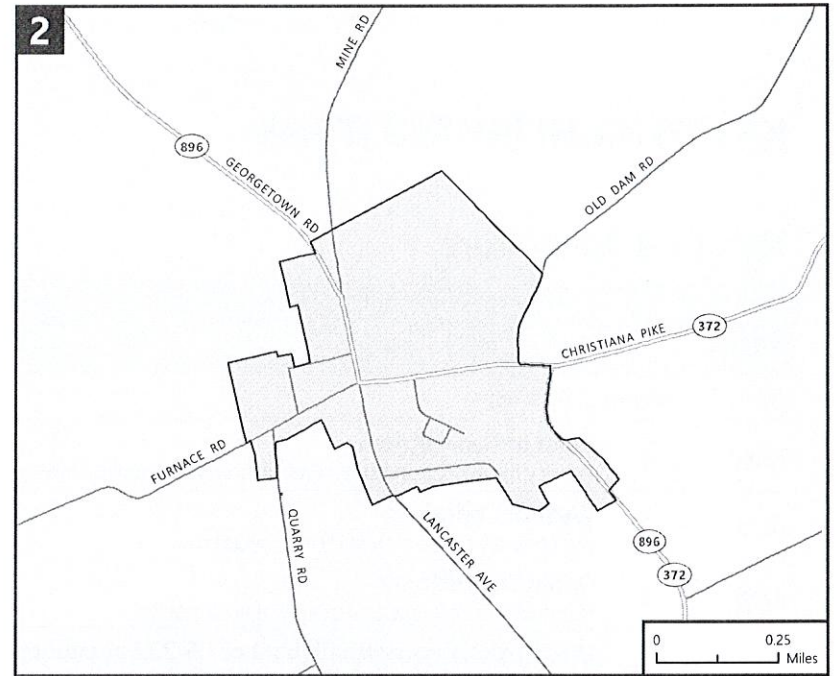 2
MINE RD
896
GEORGETOWN RD
OLD DAM RD
CHRISTIANA PIKE
372
FURNACE RD
QUARRY RD
LANCASTER AVE
896
372
0 0.25
Miles